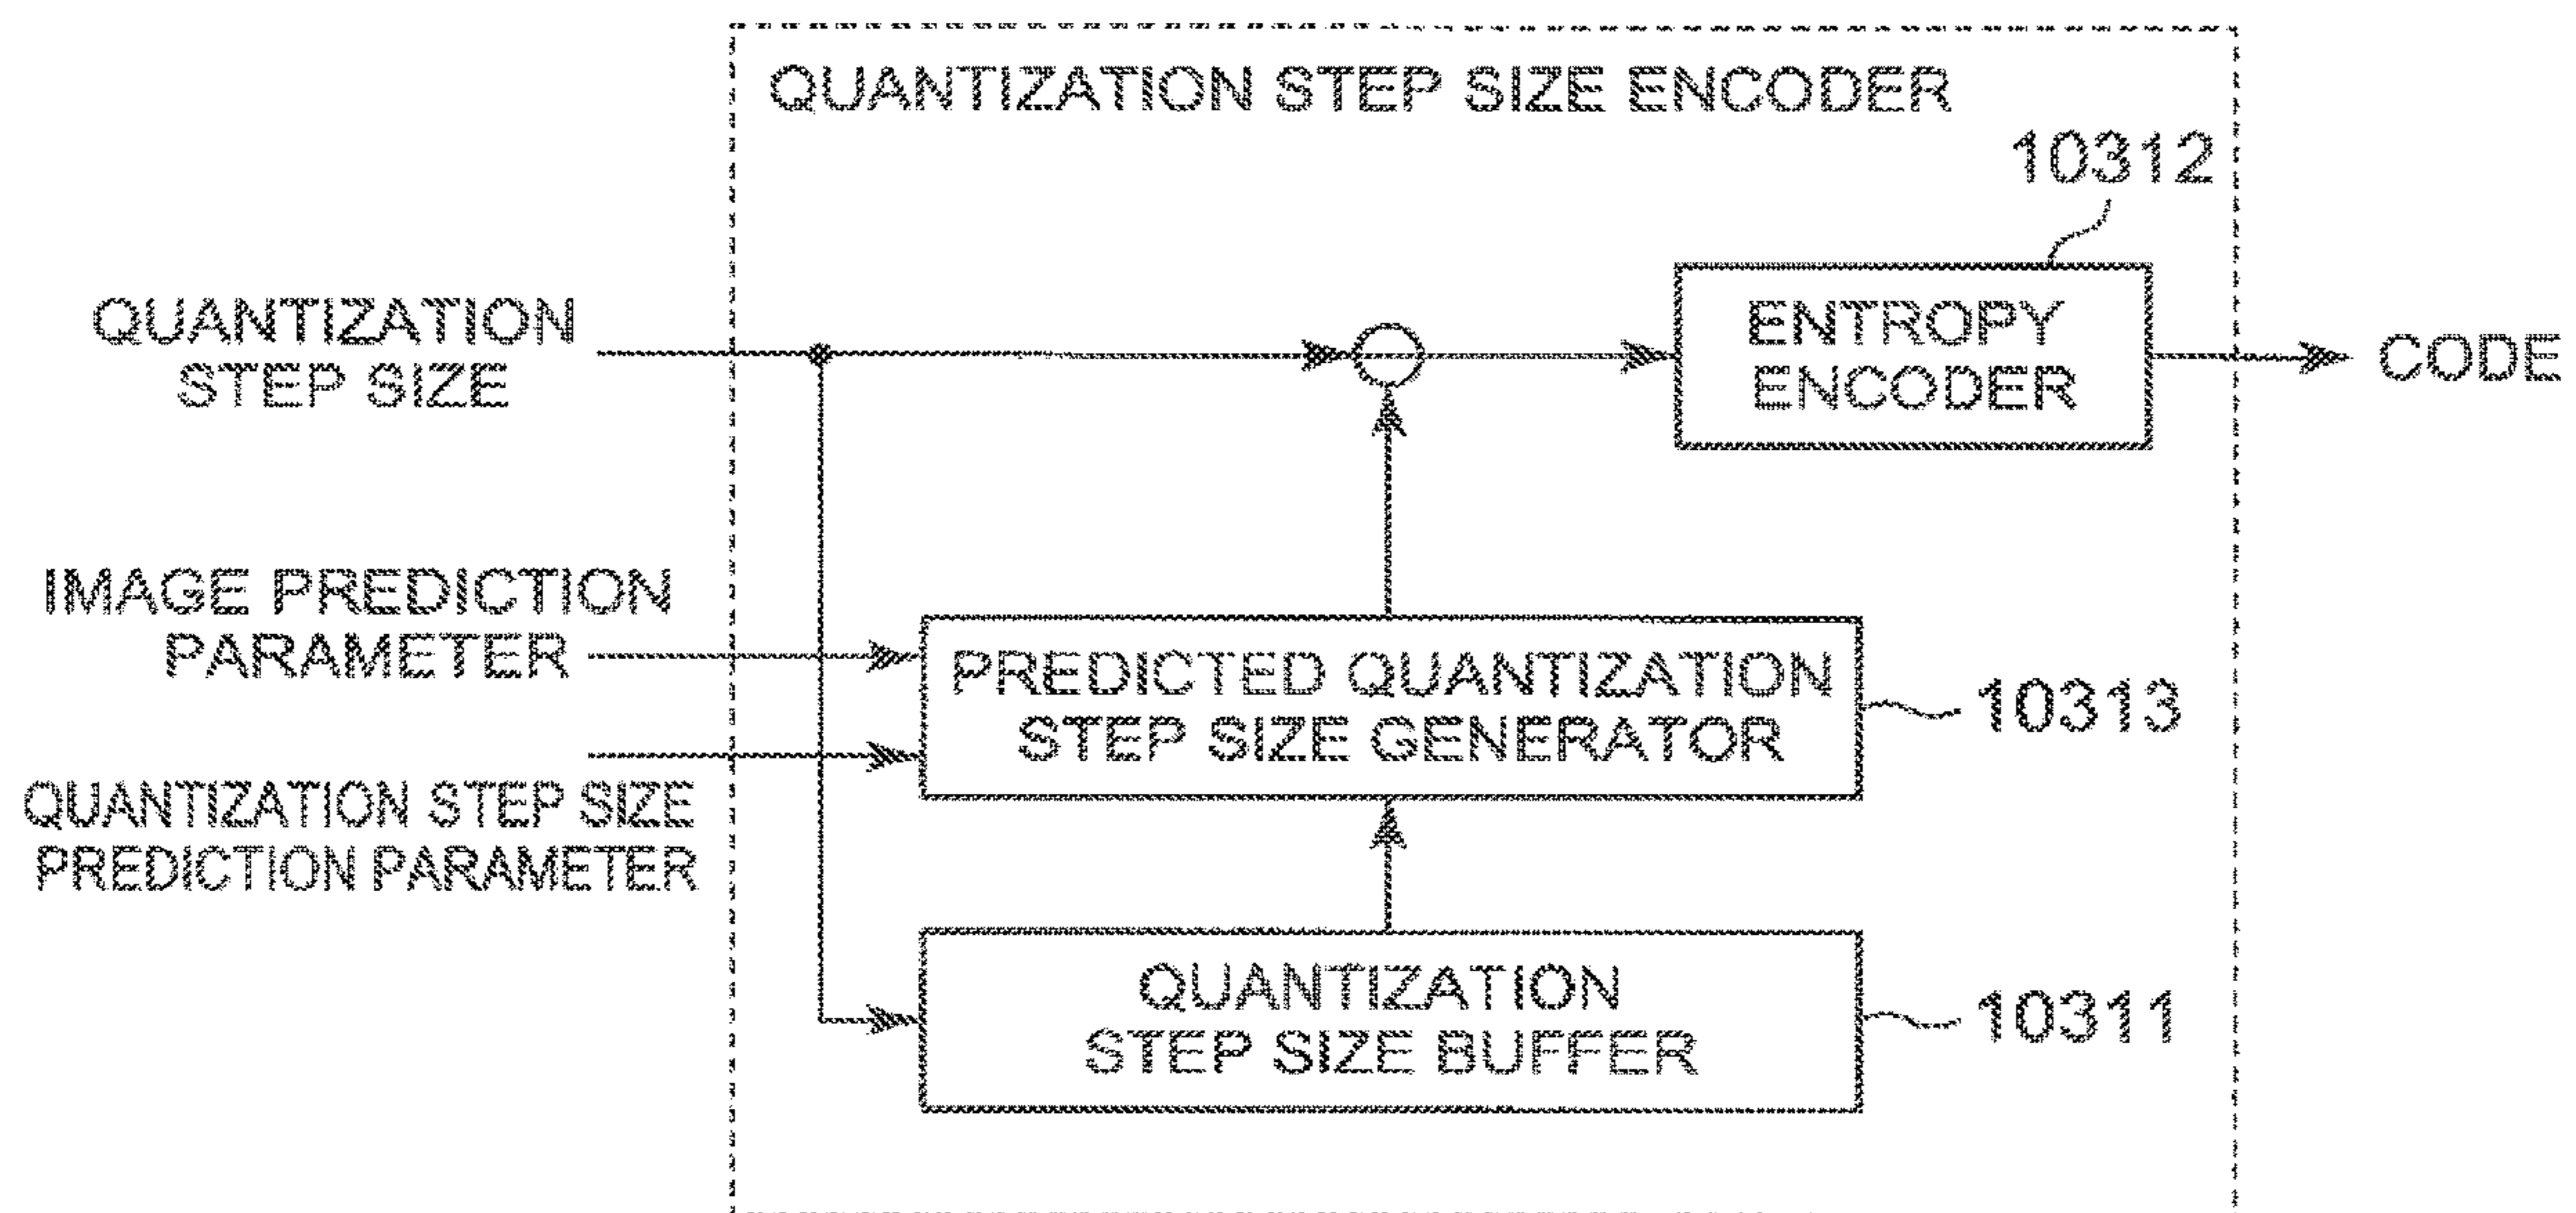 QUANTIZATION STEP SIZE ENCODER
10312
QUANTIZATION
STEP SIZE
ENTROPY
ENCODER
CODE
IMAGE PREDICTION
PARAMETER
PREDICTED QUANTIZATION
STEP SIZE GENERATOR
10313
QUANTIZATION STEP SIZE
PREDICTION PARAMETER
QUANTIZATION
STEP SIZE BUFFER
10311